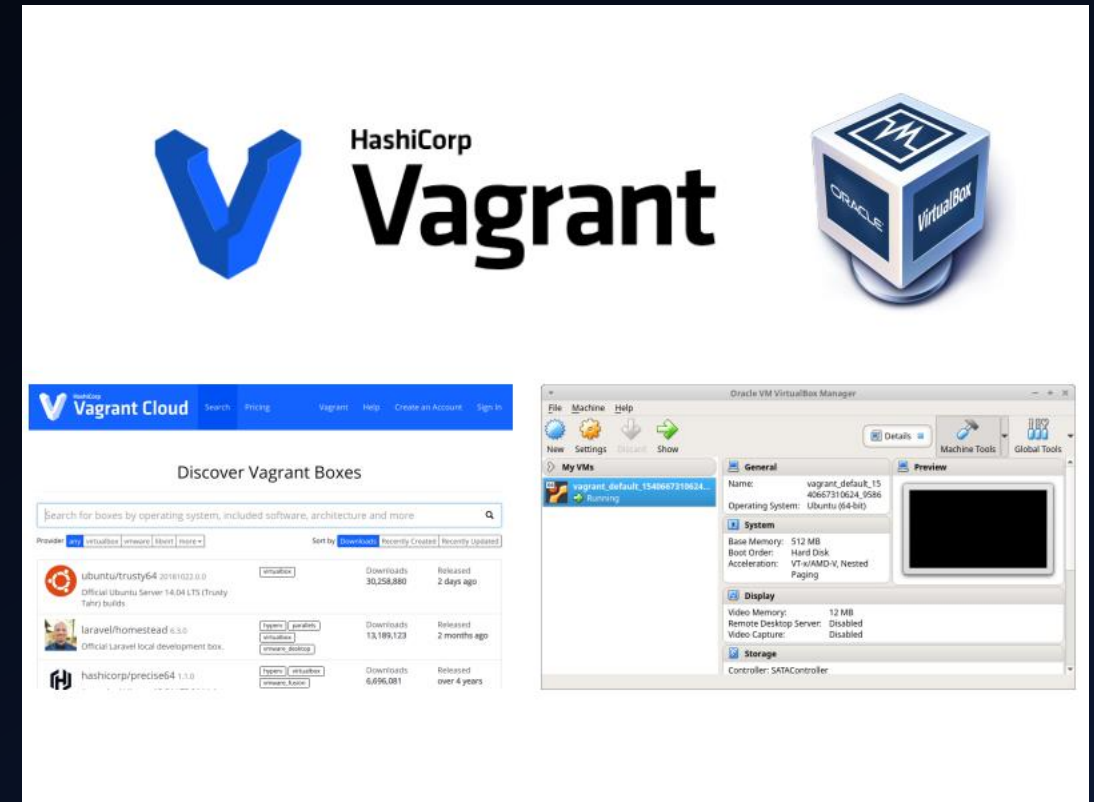 HashiCorp
Vagrant
ORACLE
VirtualBox
HashiCorp
Vagrant Cloud
Search Pricing Vagrant Help Create an Account Sign In
Discover Vagrant Boxes
Search for boxes by operating system, included software, architecture and more
Provider any virtualbox vmware libvirt more Sort by Downloads Recently Created Recently Updated
ubuntu/trusty64 20181022.0.0 virtualbox Downloads Released
30,258,880 2 days ago
Official Ubuntu Server 14.04 LTS (Trusty
Tahr) builds
laravel/homestead 6.3.0 hyperv parallels Downloads Released
virtualbox 13,189,123 2 months ago
Official Laravel local development box. vmware_desktop
hashicorp/precise64 1.1.0 hyperv virtualbox Downloads Released
vmware_fusion 6,696,081 over 4 years
Oracle VM VirtualBox Manager
File Machine Help
New Settings Discard Show Details Machine Tools Global Tools
My VMs
vagrant_default_1540667310624...
Running
General
Name: vagrant_default_15
40667310624_9586
Operating System: Ubuntu (64-bit)
System
Base Memory: 512 MB
Boot Order: Hard Disk
Acceleration: VT-x/AMD-V, Nested
Paging
Display
Video Memory: 12 MB
Remote Desktop Server: Disabled
Video Capture: Disabled
Storage
Controller: SATAController
Preview